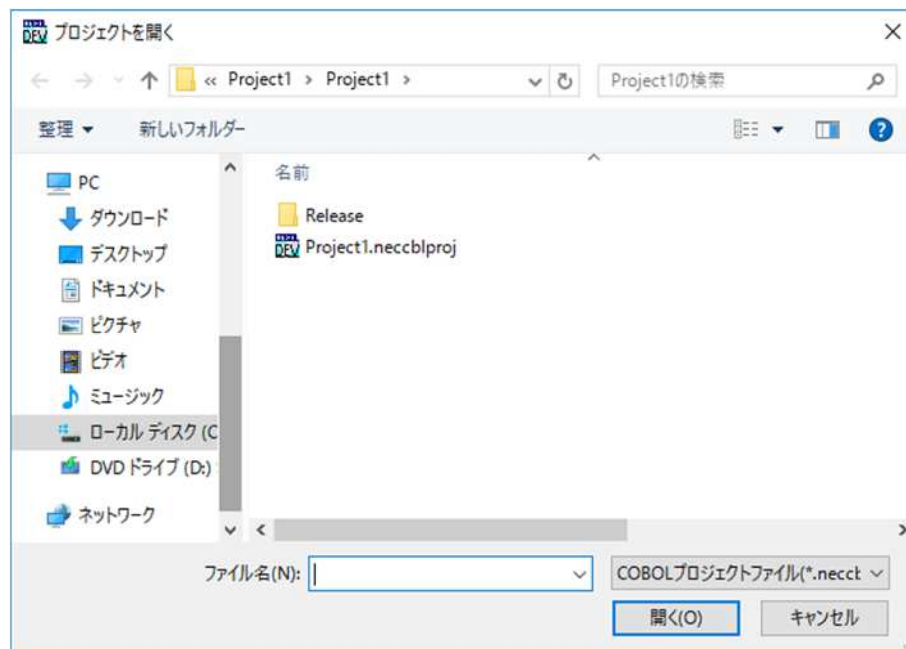 プロジェクトを開く
« Project1 › Project1 ›
Project1の検索
整理
新しいフォルダー
名前
PC
ダウンロード
デスクトップ
ドキュメント
ピクチャ
ビデオ
ミュージック
ローカル ディスク (C
DVD ドライブ (D:)
ネットワーク
Release
DEV Project1.neccblproj
ファイル名(N):
COBOLプロジェクトファイル(*.neccb
開く(O)
キャンセル